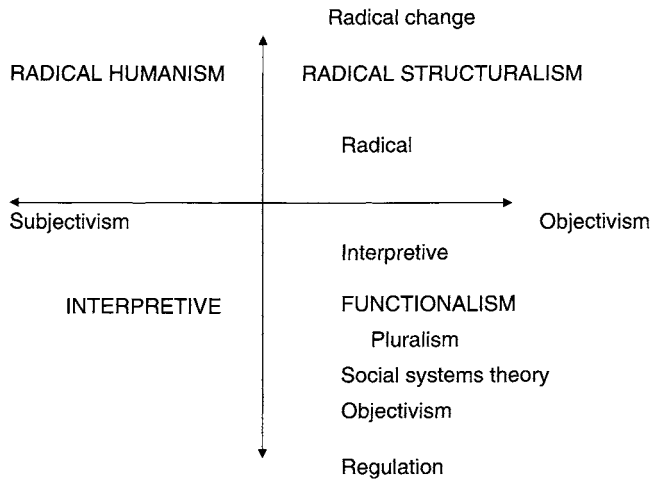 Radical change
RADICAL HUMANISM
RADICAL STRUCTURALISM
Radical
Subjectivism
Objectivism
Interpretive
INTERPRETIVE
FUNCTIONALISM
Pluralism
Social systems theory
Objectivism
Regulation